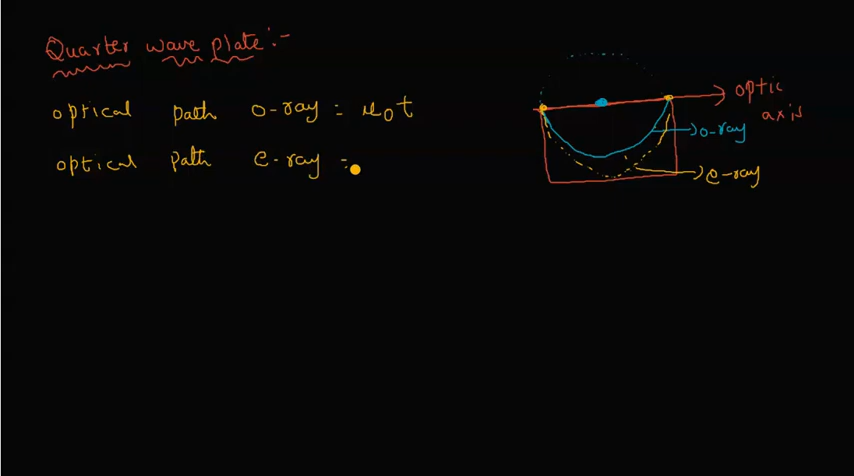 Quarter wave plate:-
optical path o-ray = μ₀t
optical path e-ray =
optic
axis
o-ray
e-ray